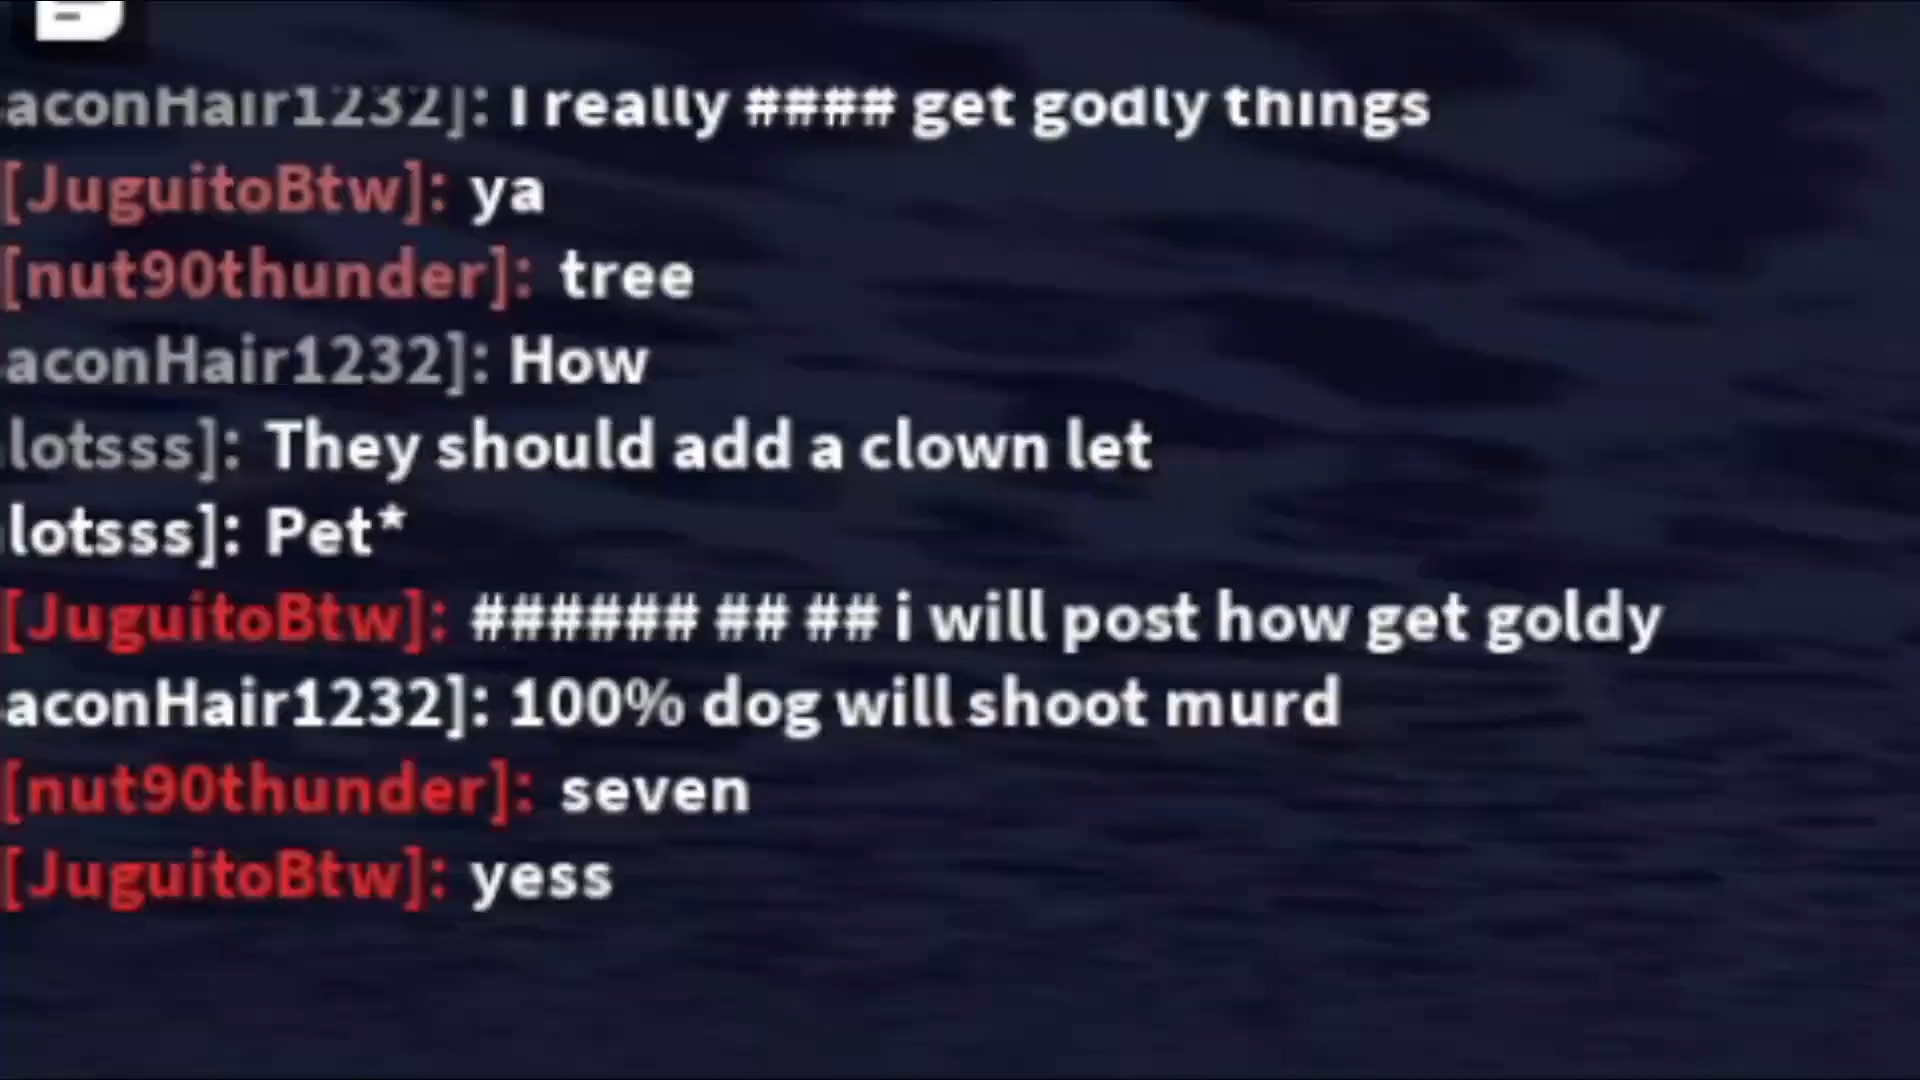 aconHair1232]: I really #### get godly things
[JuguitoBtw]: ya
[nut90thunder]: tree
aconHair1232]: How
lotsss]: They should add a clown let
lotsss]: Pet*
[JuguitoBtw]: ###### ## ## i will post how get goldy
aconHair1232]: 100% dog will shoot murd
[nut90thunder]: seven
[JuguitoBtw]: yess